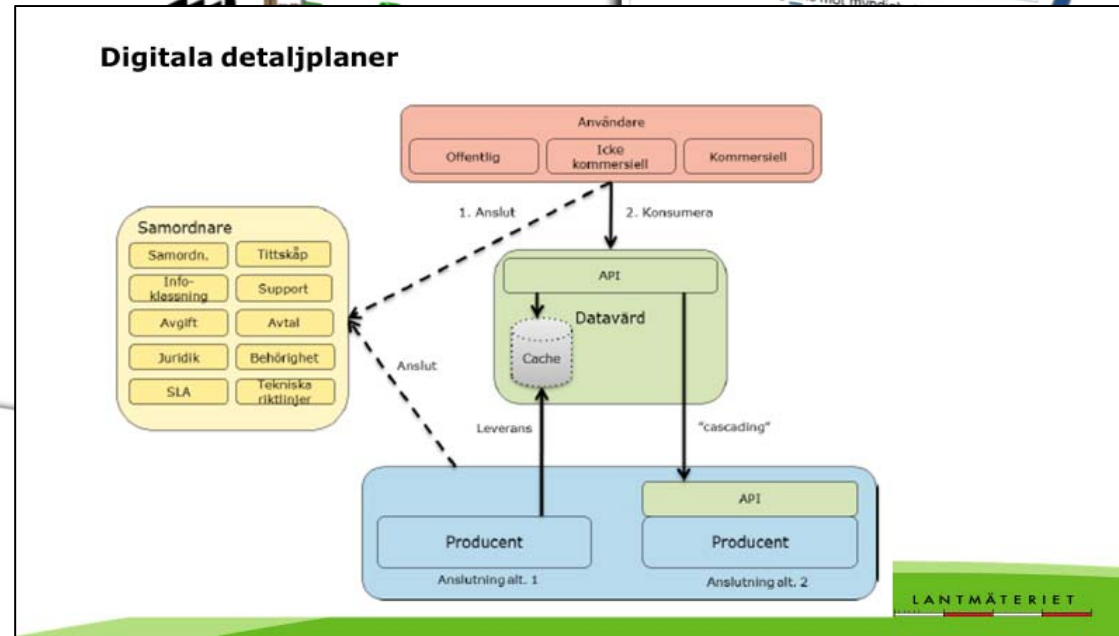 mot myndig
Digitala detaljplaner
Användare
Offentlig
Icke
kommersiell
Kommersiell
1. Anslut
2. Konsumera
Samordnare
Samordn.
Tittskåp
Info-
klassning
Support
Avgift
Avtal
Juridik
Behörighet
SLA
Tekniska
riktlinjer
API
Datavärd
Cache
Anslut
Leverans
"cascading"
API
Producent
Producent
Anslutning alt. 1
Anslutning alt. 2
LANTMÄTERIET